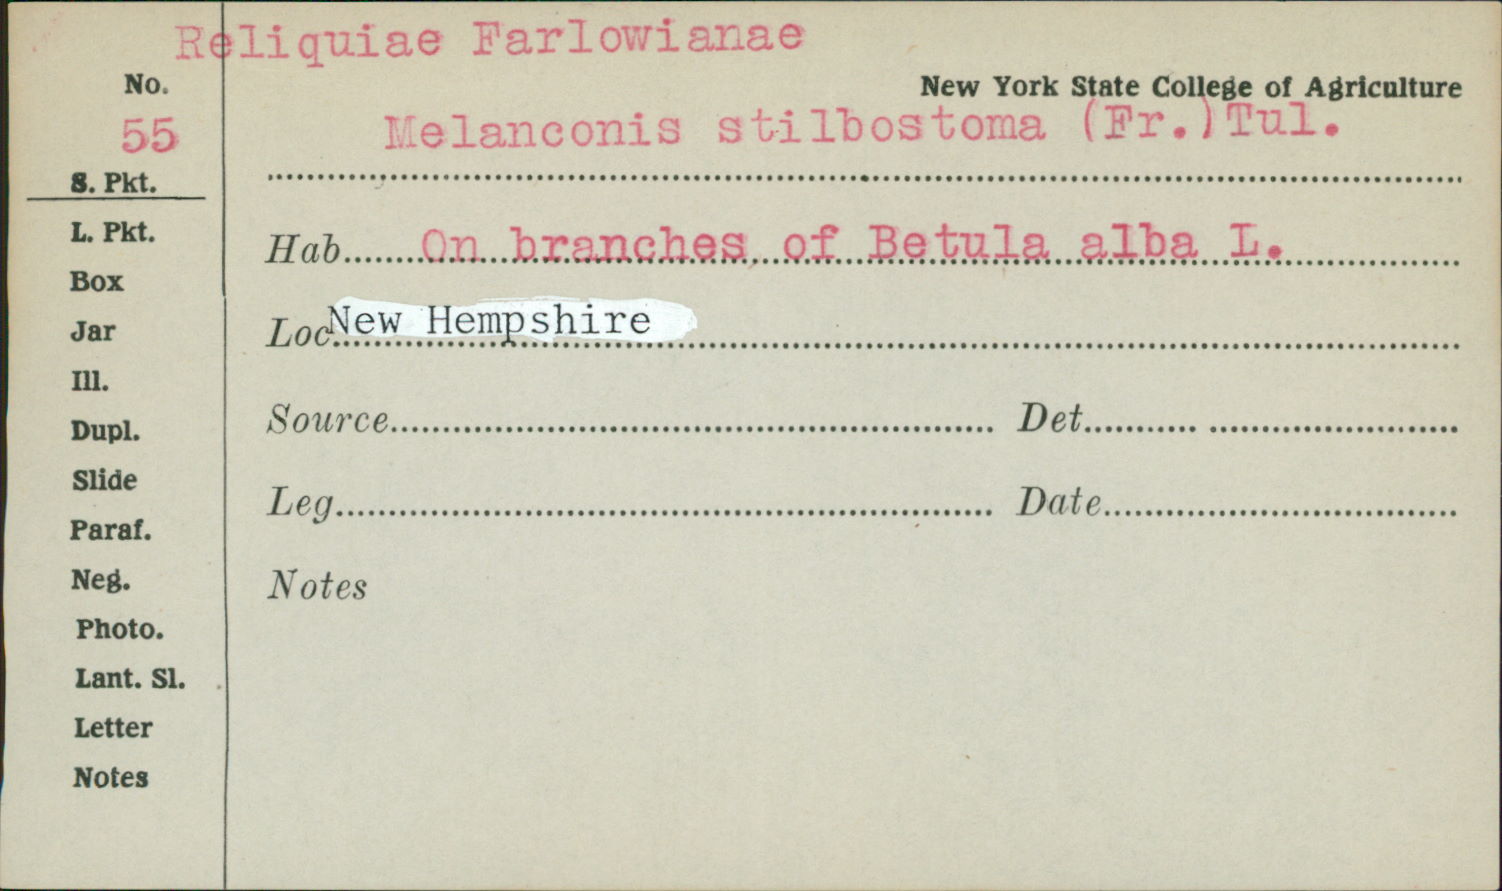 Reliquiae Farlowianae
No.
New York State College of Agriculture
55
Melanconis stilbostoma (Fr.)Tul.
S. Pkt.
L. Pkt.
Hab On branches of Betula alba L.
Box
Loc New Hempshire
Jar
Ill.
Source Det
Dupl.
Slide
Leg Date
Paraf.
Neg.
Notes
Photo.
Lant. Sl.
Letter
Notes